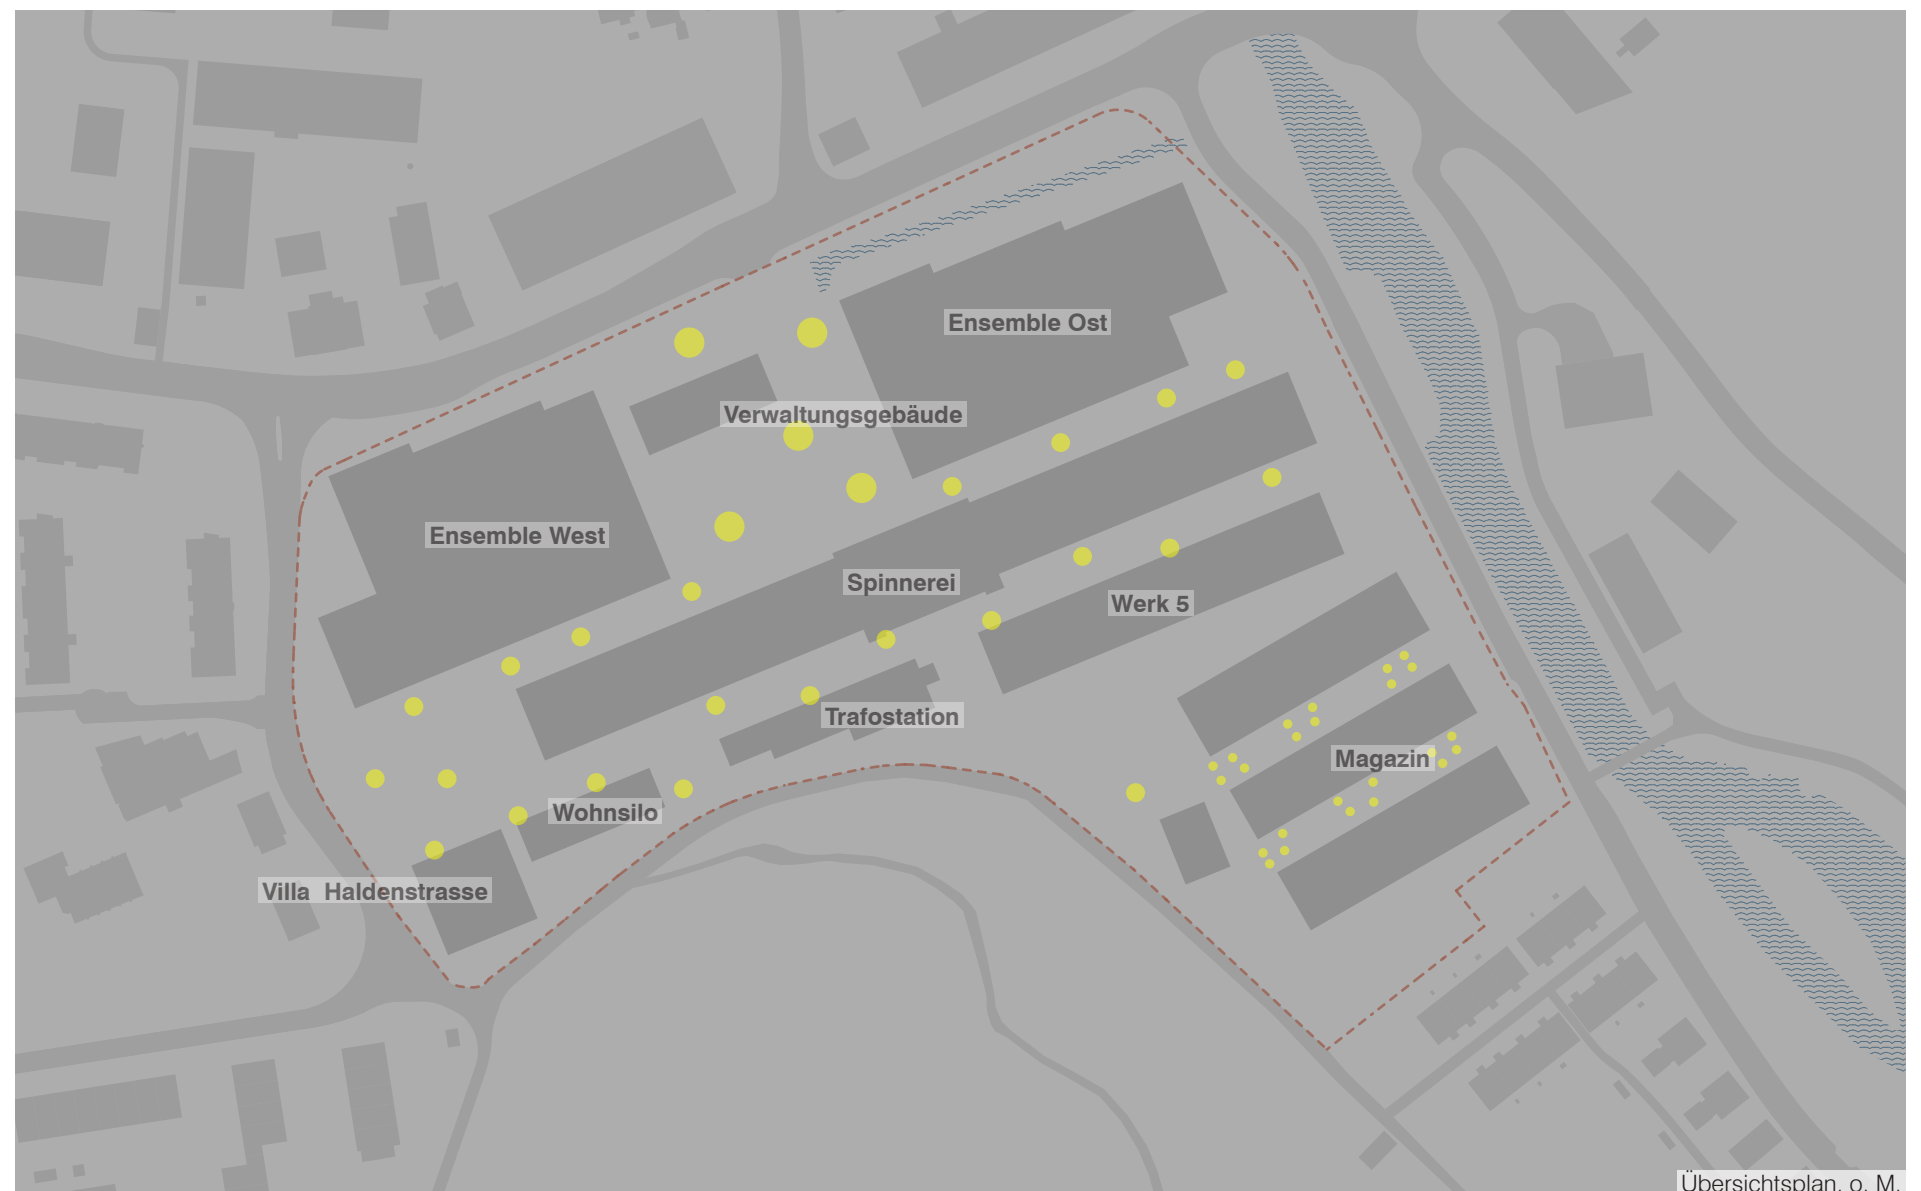 Ensemble Ost
Verwaltungsgebäude
Ensemble West
Spinnerei
Werk 5
Trafostation
Magazin
Wohnsilo
Villa Haldenstrasse
Übersichtsplan, o. M.